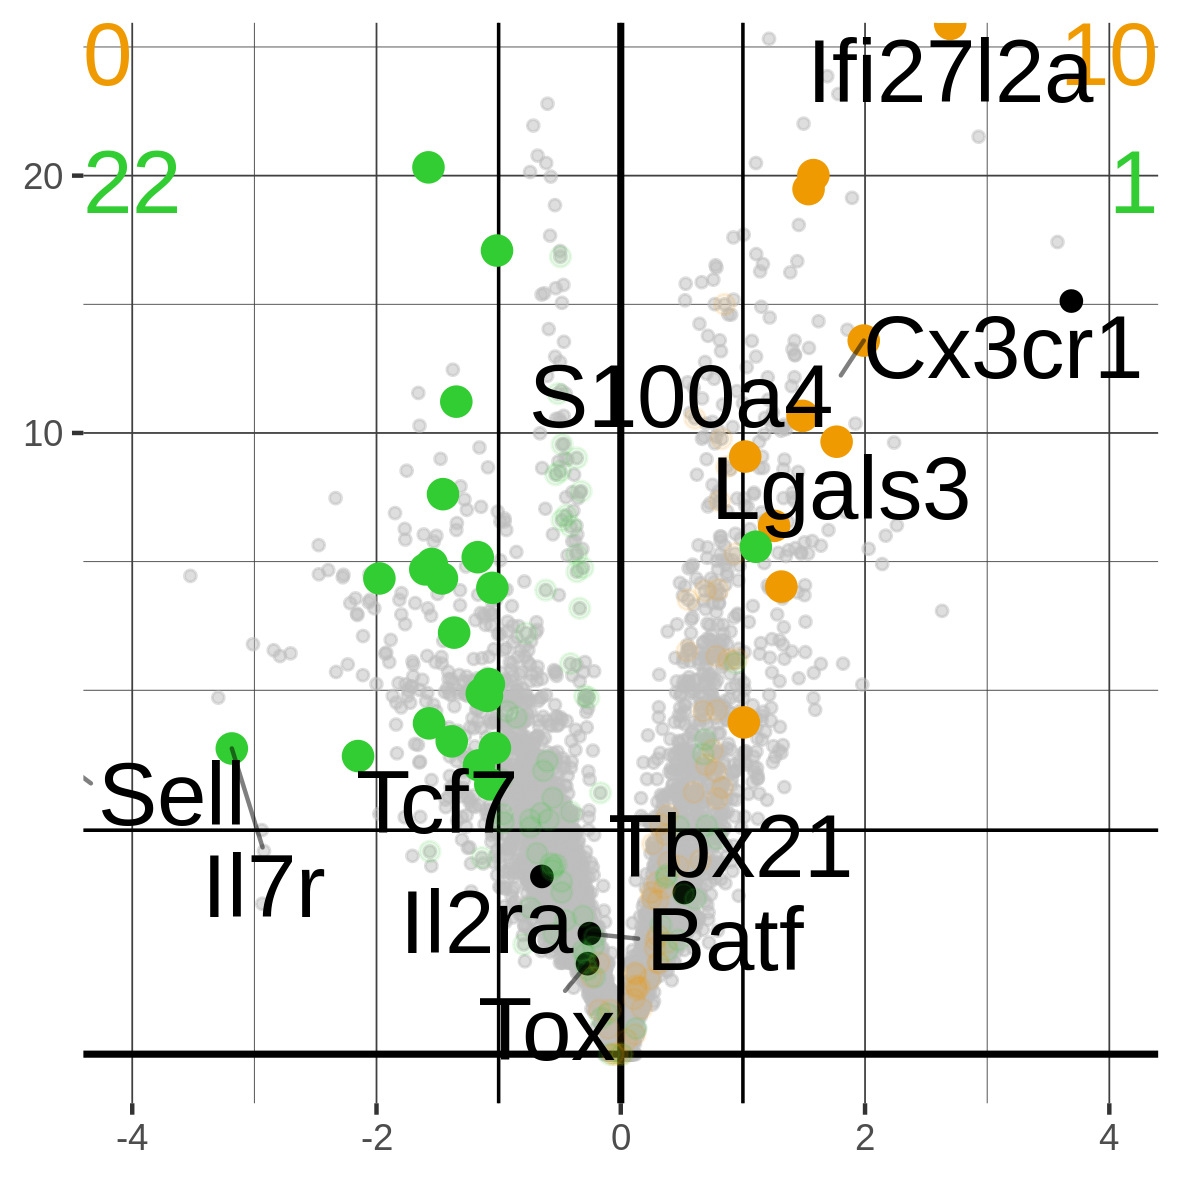 0
10
Ifi27l2a
20
22
1
Cx3cr1
S100a4
10
Lgals3
Sell
Tcf7
Tbx21
Il7r
Il2ra
Batf
Tox
-4
-2
0
2
4